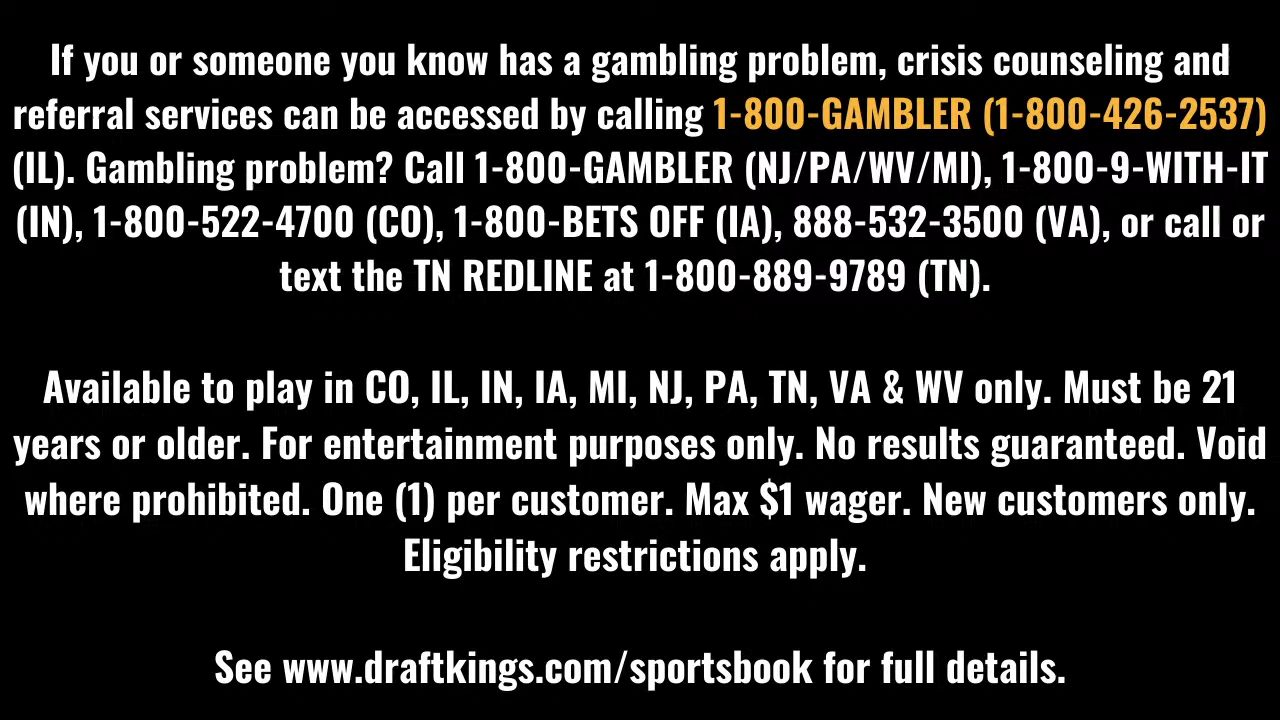 If you or someone you know has a gambling problem, crisis counseling and
referral services can be accessed by calling 1-800-GAMBLER (1-800-426-2537)
(IL). Gambling problem? Call 1-800-GAMBLER (NJ/PA/WV/MI), 1-800-9-WITH-IT
(IN), 1-800-522-4700 (CO), 1-800-BETS OFF (IA), 888-532-3500 (VA), or call or
text the TN REDLINE at 1-800-889-9789 (TN).
Available to play in CO, IL, IN, IA, MI, NJ, PA, TN, VA & WV only. Must be 21
years or older. For entertainment purposes only. No results guaranteed. Void
where prohibited. One (1) per customer. Max $1 wager. New customers only.
Eligibility restrictions apply.
See www.draftkings.com/sportsbook for full details.